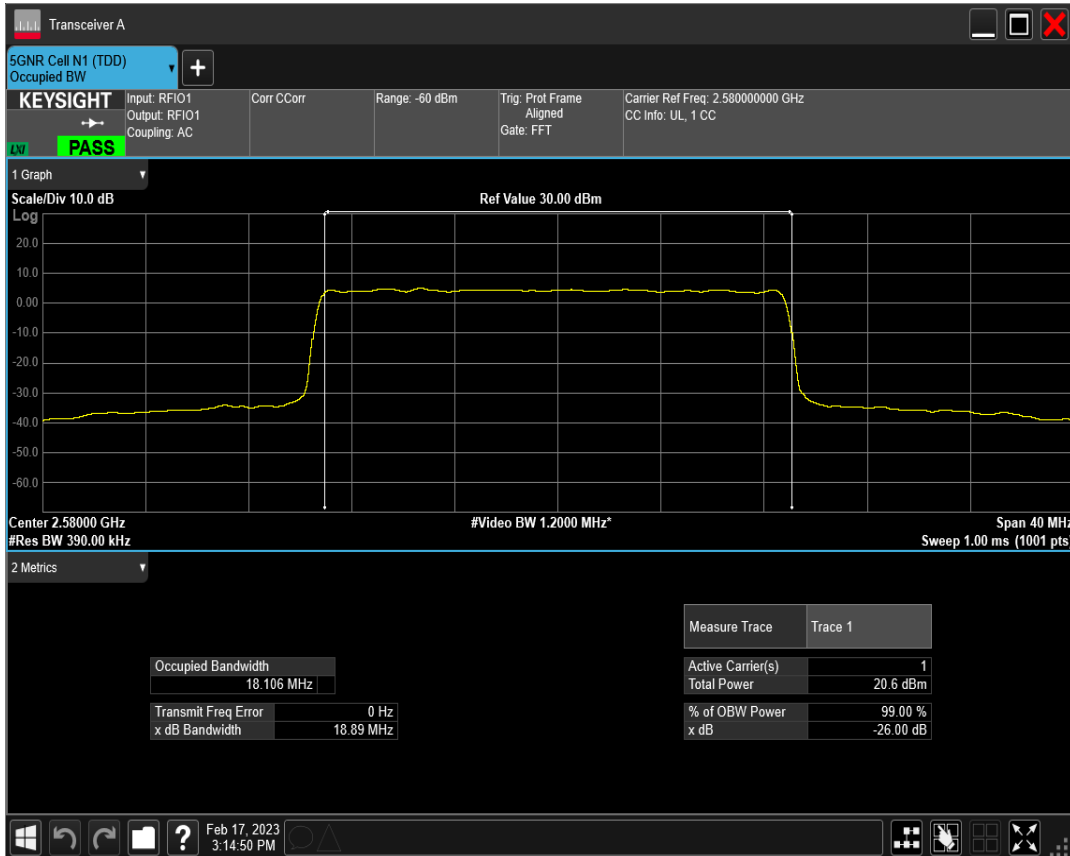 Transceiver A
5GNR Cell N1 (TDD)
Occupied BW
+
KEYSIGHT
LXI
PASS
Input: RFIO1
Output: RFIO1
Coupling: AC
Corr CCorr
Range: -60 dBm
Trig: Prot Frame
Aligned
Gate: FFT
Carrier Ref Freq: 2.580000000 GHz
CC Info: UL, 1 CC
1 Graph
Scale/Div 10.0 dB
Ref Value 30.00 dBm
Log
20.0
10.0
0.00
-10.0
-20.0
-30.0
-40.0
-50.0
-60.0
Center 2.58000 GHz
#Video BW 1.2000 MHz*
Span 40 MHz
#Res BW 390.00 kHz
Sweep 1.00 ms (1001 pts)
2 Metrics
Measure Trace Trace 1
Occupied Bandwidth
18.106 MHz
Transmit Freq Error 0 Hz
x dB Bandwidth 18.89 MHz
Active Carrier(s) 1
Total Power 20.6 dBm
% of OBW Power 99.00 %
x dB -26.00 dB
?
Feb 17, 2023
3:14:50 PM